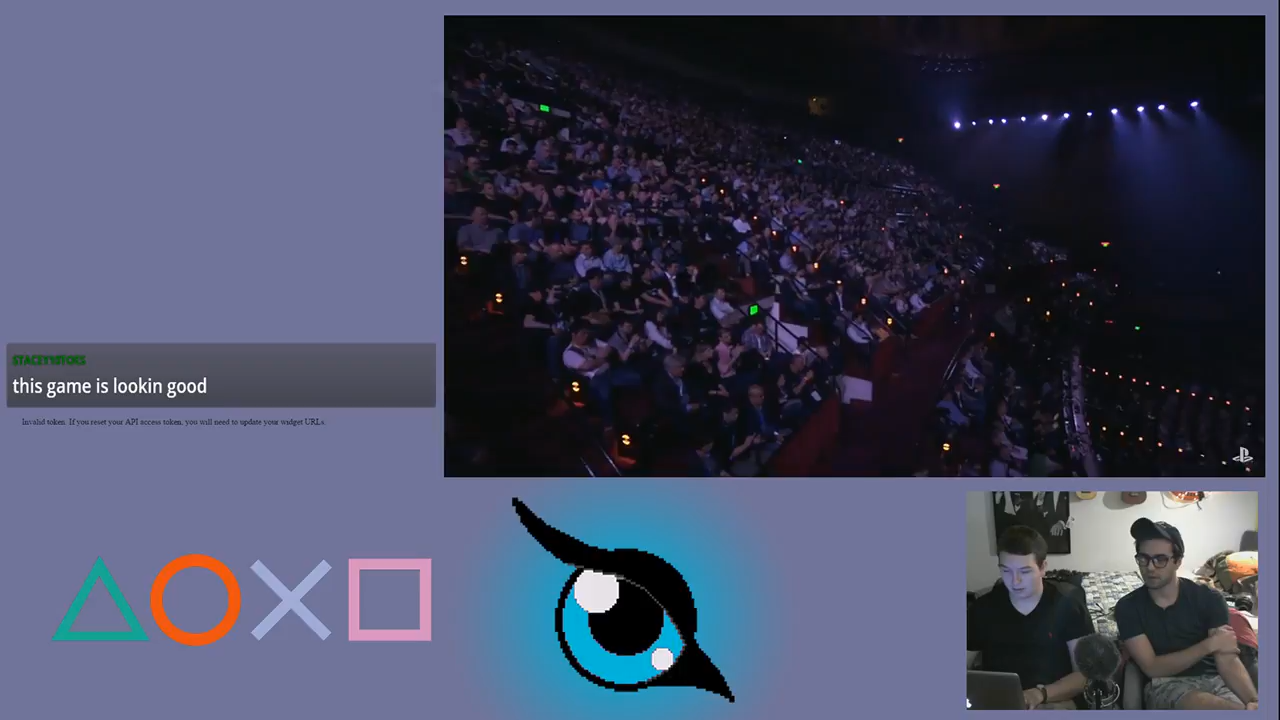 this game is lookin good
Invalid token. If you reset your API access token, you will need to update your widget URLs.